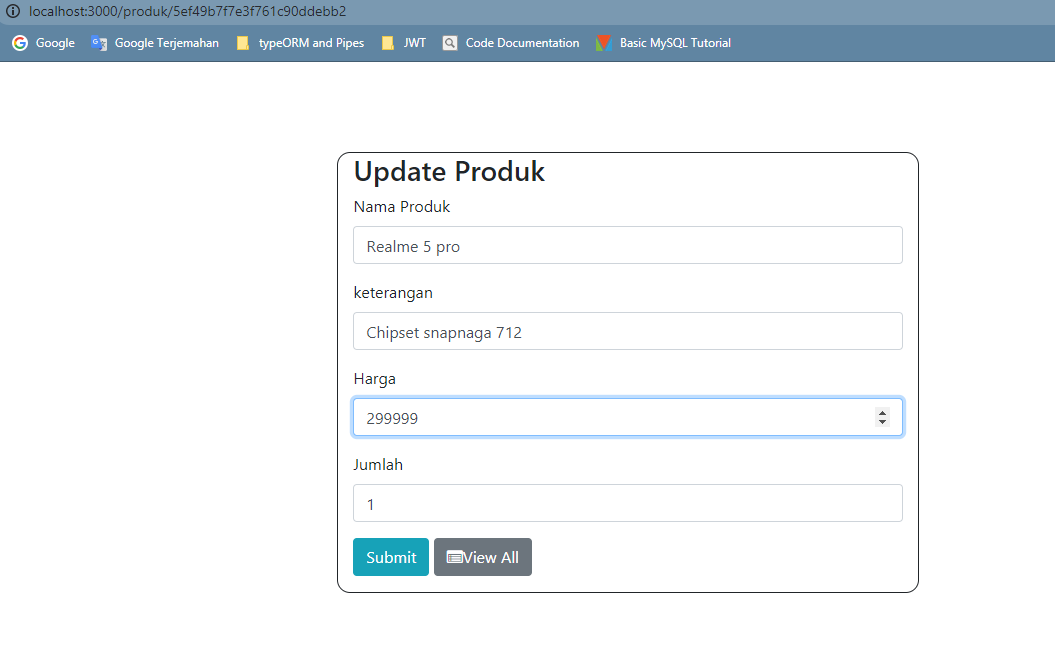 localhost:3000/produk/5ef49b7f7e3f761c90ddebb2
Google Google Terjemahan typeORM and Pipes JWT Code Documentation Basic MySQL Tutorial
Update Produk
Nama Produk
Realme 5 pro
keterangan
Chipset snapnaga 712
Harga
299999
Jumlah
1
Submit View All